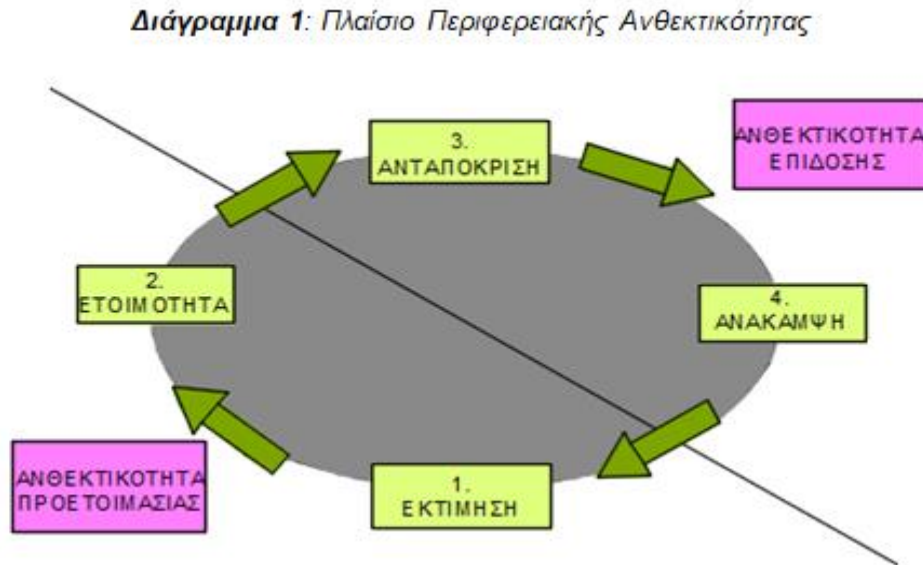 Διάγραμμα 1: Πλαίσιο Περιφερειακής Ανθεκτικότητας
3.
ΑΝΤΑΠΟΚΡΙΣΗ
ΑΝΘΕΚΤΙΚΟΤΗΤΑ
ΕΠΙΔΟΣΗΣ
2.
ΕΤΟΙΜΟΤΗΤΑ
4.
ΑΝΑΚΑΜΨΗ
ΑΝΘΕΚΤΙΚΟΤΗΤΑ
ΠΡΟΕΤΟΙΜΑΣΙΑΣ
1.
ΕΚΤΙΜΗΣΗ